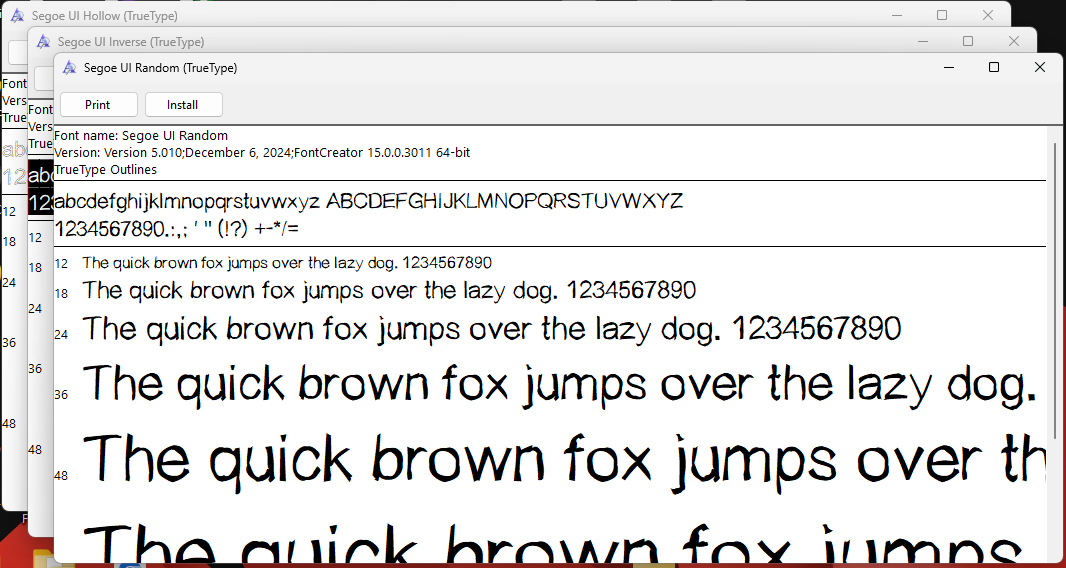 Segoe UI Hollow (TrueType)
Segoe UI Inverse (TrueType)
Segoe UI Random (TrueType)
Print
Install
Font
Vers
True
abc
12
12
18
24
36
48
Font
Vers
True
abc
123
12
18
24
36
48
Font name: Segoe UI Random
Version: Version 5.010;December 6, 2024;FontCreator 15.0.0.3011 64-bit
TrueType Outlines
abcdefghijklmnopqrstuvwxyz ABCDEFGHIJKLMNOPQRSTUVWXYZ
1234567890.:,; ' " (!?) +-*/=
12 The quick brown fox jumps over the lazy dog. 1234567890
18 The quick brown fox jumps over the lazy dog. 1234567890
24 The quick brown fox jumps over the lazy dog. 1234567890
36 The quick brown fox jumps over the lazy dog.
48 The quick brown fox jumps over th
The quick brown fox jumps